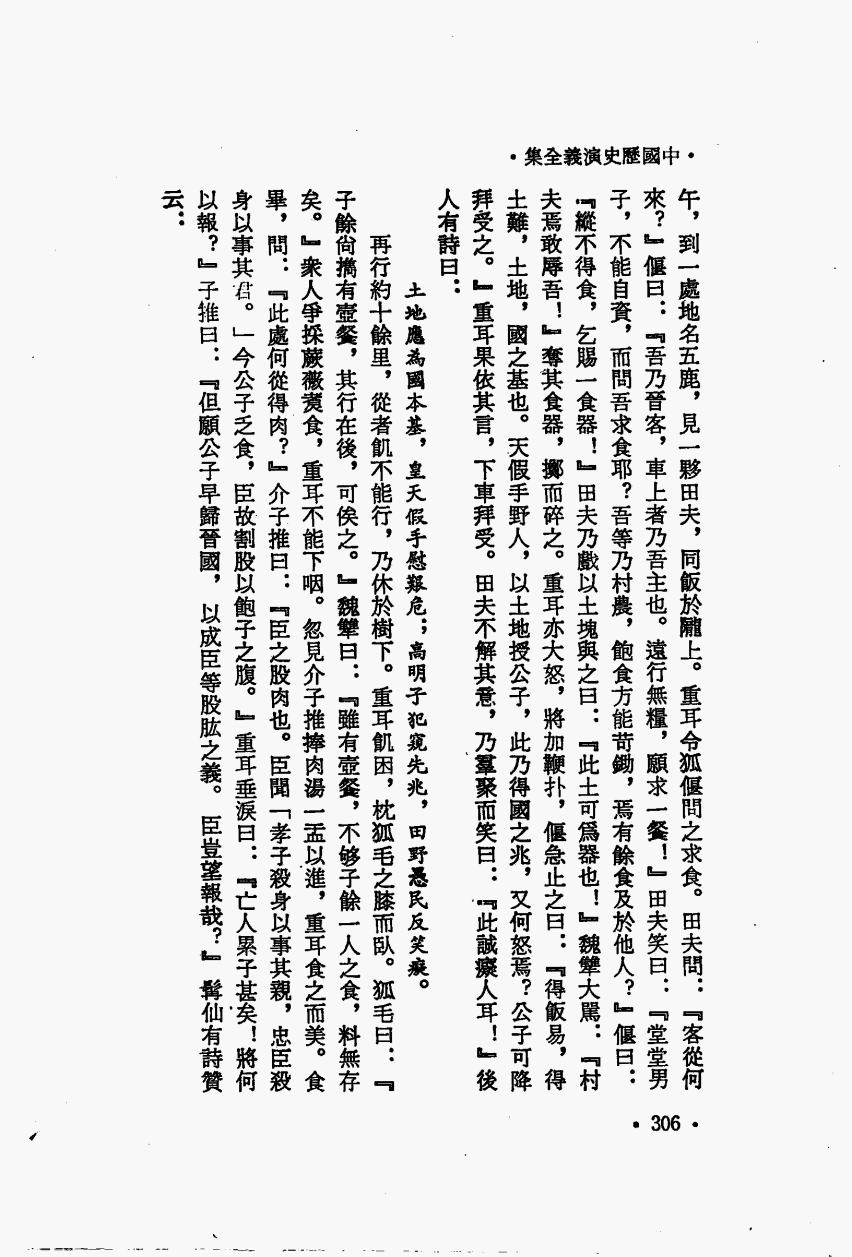 •中國歷史演義全集•
午，到一處地名五鹿，見一夥田夫，同飯於隴上。重耳令狐偃問之求食。田夫問：『客從何
來？』偃曰：『吾乃晉客，車上者乃吾主也。遠行無糧，願求一餐！』田夫笑曰：『堂堂男
子，不能自資，而問吾求食耶？吾等乃村農，飽食方能苛鋤，焉有餘食及於他人？』偃曰：
『縱不得食，乞賜一食器！』田夫乃戲以土塊與之曰：『此土可爲器也！』魏犨大罵：『村
夫焉敢辱吾！』奪其食器，擲而碎之。重耳亦大怒，將加鞭扑，偃急止之曰：『得飯易，得
土難，土地，國之基也。天假手野人，以土地授公子，此乃得國之兆，又何怒焉？公子可降
拜受之。』重耳果依其言，下車拜受。田夫不解其意，乃羣聚而笑曰：『此誠癡人耳！』後
人有詩曰：
土地應為國本基，皇天假手慰艱危；高明子犯窺先兆，田野愚民反笑癡。
再行約十餘里，從者飢不能行，乃休於樹下。重耳飢困，枕狐毛之膝而臥。狐毛曰：『
子餘尙攜有壺餐，其行在後，可俟之。』魏犨曰：『雖有壺餐，不够子餘一人之食，料無存
矣。』衆人爭採蕨薇煑食，重耳不能下咽。忽見介子推捧肉湯一盂以進，重耳食之而美。食
畢，問：『此處何從得肉？』介子推曰：『臣之股肉也。臣聞「孝子殺身以事其親，忠臣殺
身以事其君。」今公子乏食，臣故割股以飽子之腹。』重耳垂淚曰：『亡人累子甚矣！將何
以報？』子推曰：『但願公子早歸晉國，以成臣等股肱之義。臣豈望報哉？』髯仙有詩贊
云：
•306•